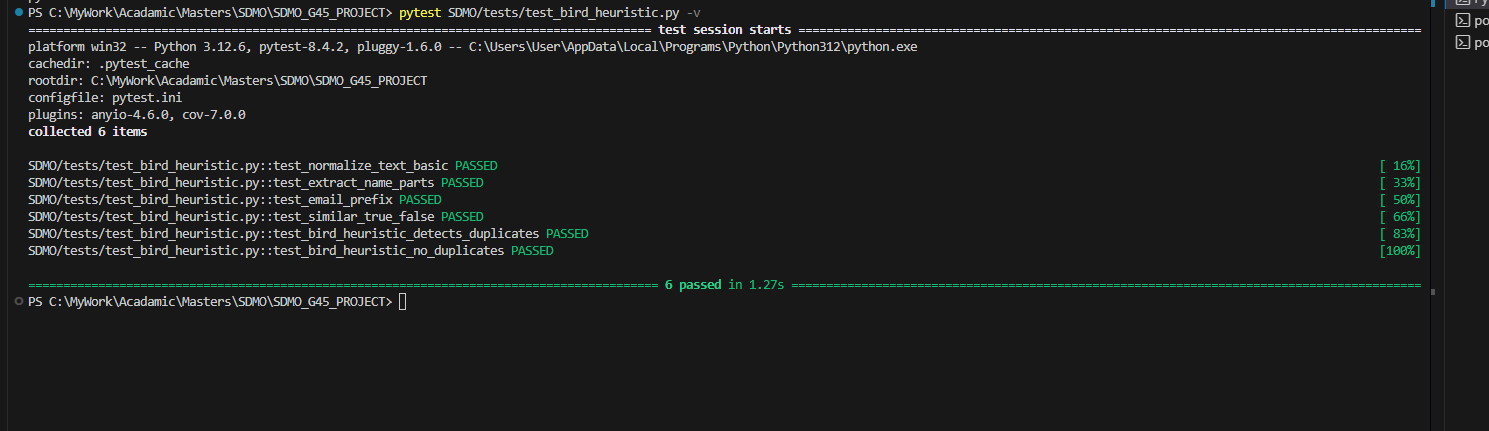 PS C:\MyWork\Acadamic\Masters\SDMO\SDMO_G45_PROJECT> pytest SDMO/tests/test_bird_heuristic.py -v
test session starts
platform win32 -- Python 3.12.6, pytest-8.4.2, pluggy-1.6.0 -- C:\Users\User\AppData\Local\Programs\Python\Python312\python.exe
cachedir: .pytest_cache
rootdir: C:\MyWork\Acadamic\Masters\SDMO\SDMO_G45_PROJECT
configfile: pytest.ini
plugins: anyio-4.6.0, cov-7.0.0
collected 6 items
SDMO/tests/test_bird_heuristic.py::test_normalize_text_basic PASSED [ 16%]
SDMO/tests/test_bird_heuristic.py::test_extract_name_parts PASSED [ 33%]
SDMO/tests/test_bird_heuristic.py::test_email_prefix PASSED [ 50%]
SDMO/tests/test_bird_heuristic.py::test_similar_true_false PASSED [ 66%]
SDMO/tests/test_bird_heuristic.py::test_bird_heuristic_detects_duplicates PASSED [ 83%]
SDMO/tests/test_bird_heuristic.py::test_bird_heuristic_no_duplicates PASSED [100%]
6 passed in 1.27s
PS C:\MyWork\Acadamic\Masters\SDMO\SDMO_G45_PROJECT>
po
po